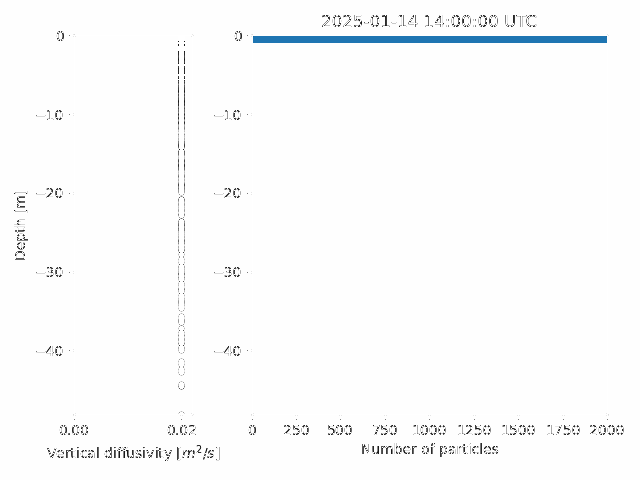 2025-01-14 14:00:00 UTC
0
−10
−20
−30
−40
Depth [m]
0.00 0.02
Vertical diffusivity [m²/s]
0
−10
−20
−30
−40
0 250 500 750 1000 1250 1500 1750 2000
Number of particles